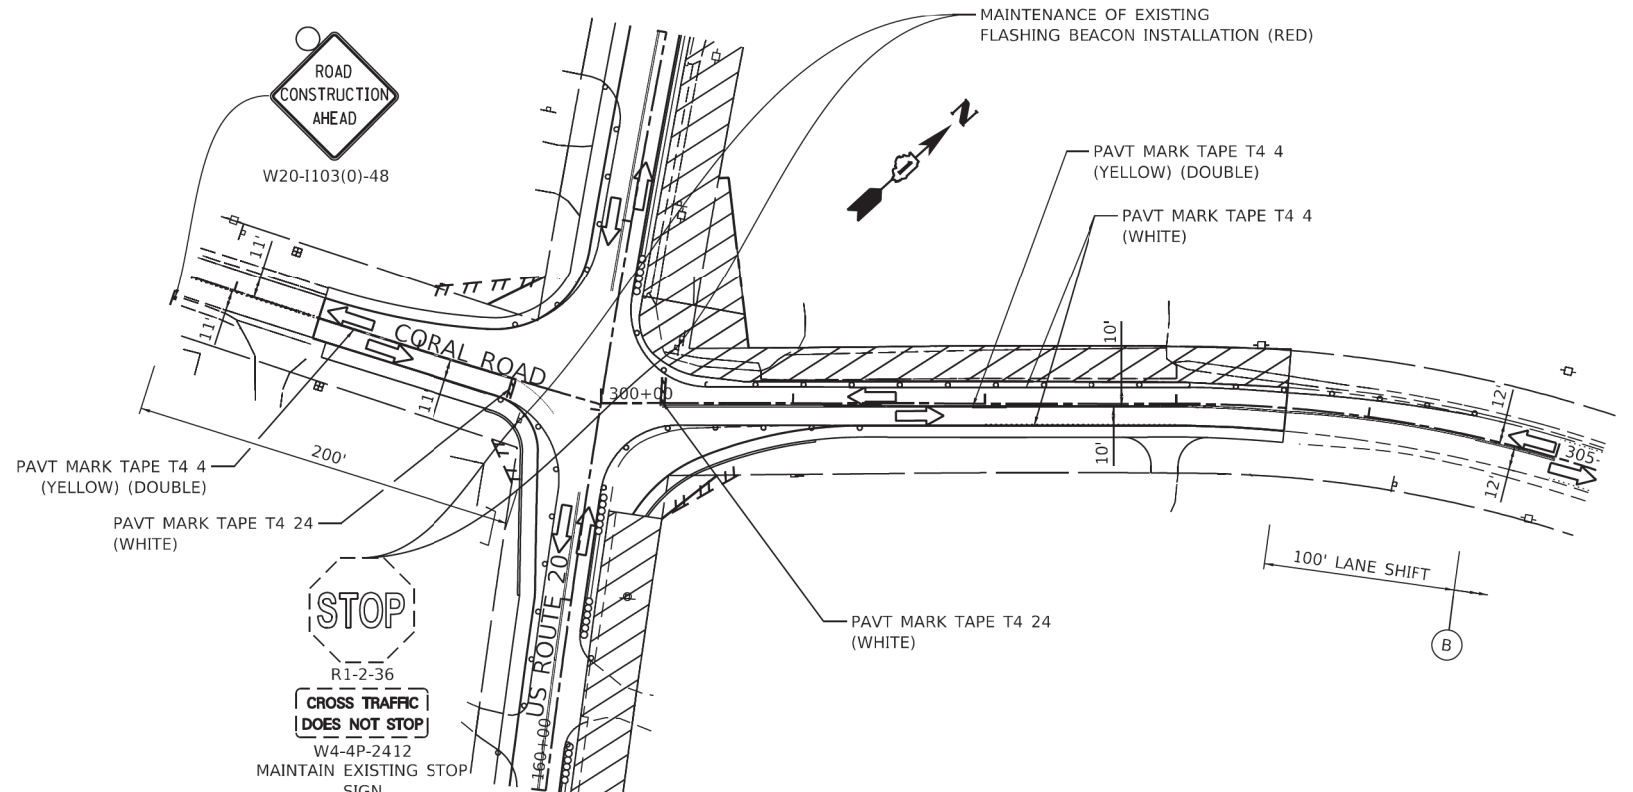 MAINTENANCE OF EXISTING
FLASHING BEACON INSTALLATION (RED)
ROAD
CONSTRUCTION
AHEAD
W20-I103(0)-48
N
PAVT MARK TAPE T4 4
(YELLOW) (DOUBLE)
PAVT MARK TAPE T4 4
(WHITE)
11'
11'
CORAL ROAD
11'
300+00
10'
10'
12'
12'
305
200'
PAVT MARK TAPE T4 4
(YELLOW) (DOUBLE)
PAVT MARK TAPE T4 24
(WHITE)
100' LANE SHIFT
B
STOP
R1-2-36
CROSS TRAFFIC
DOES NOT STOP
W4-4P-2412
MAINTAIN EXISTING STOP
SIGN
US ROUTE 20
160+00
PAVT MARK TAPE T4 24
(WHITE)